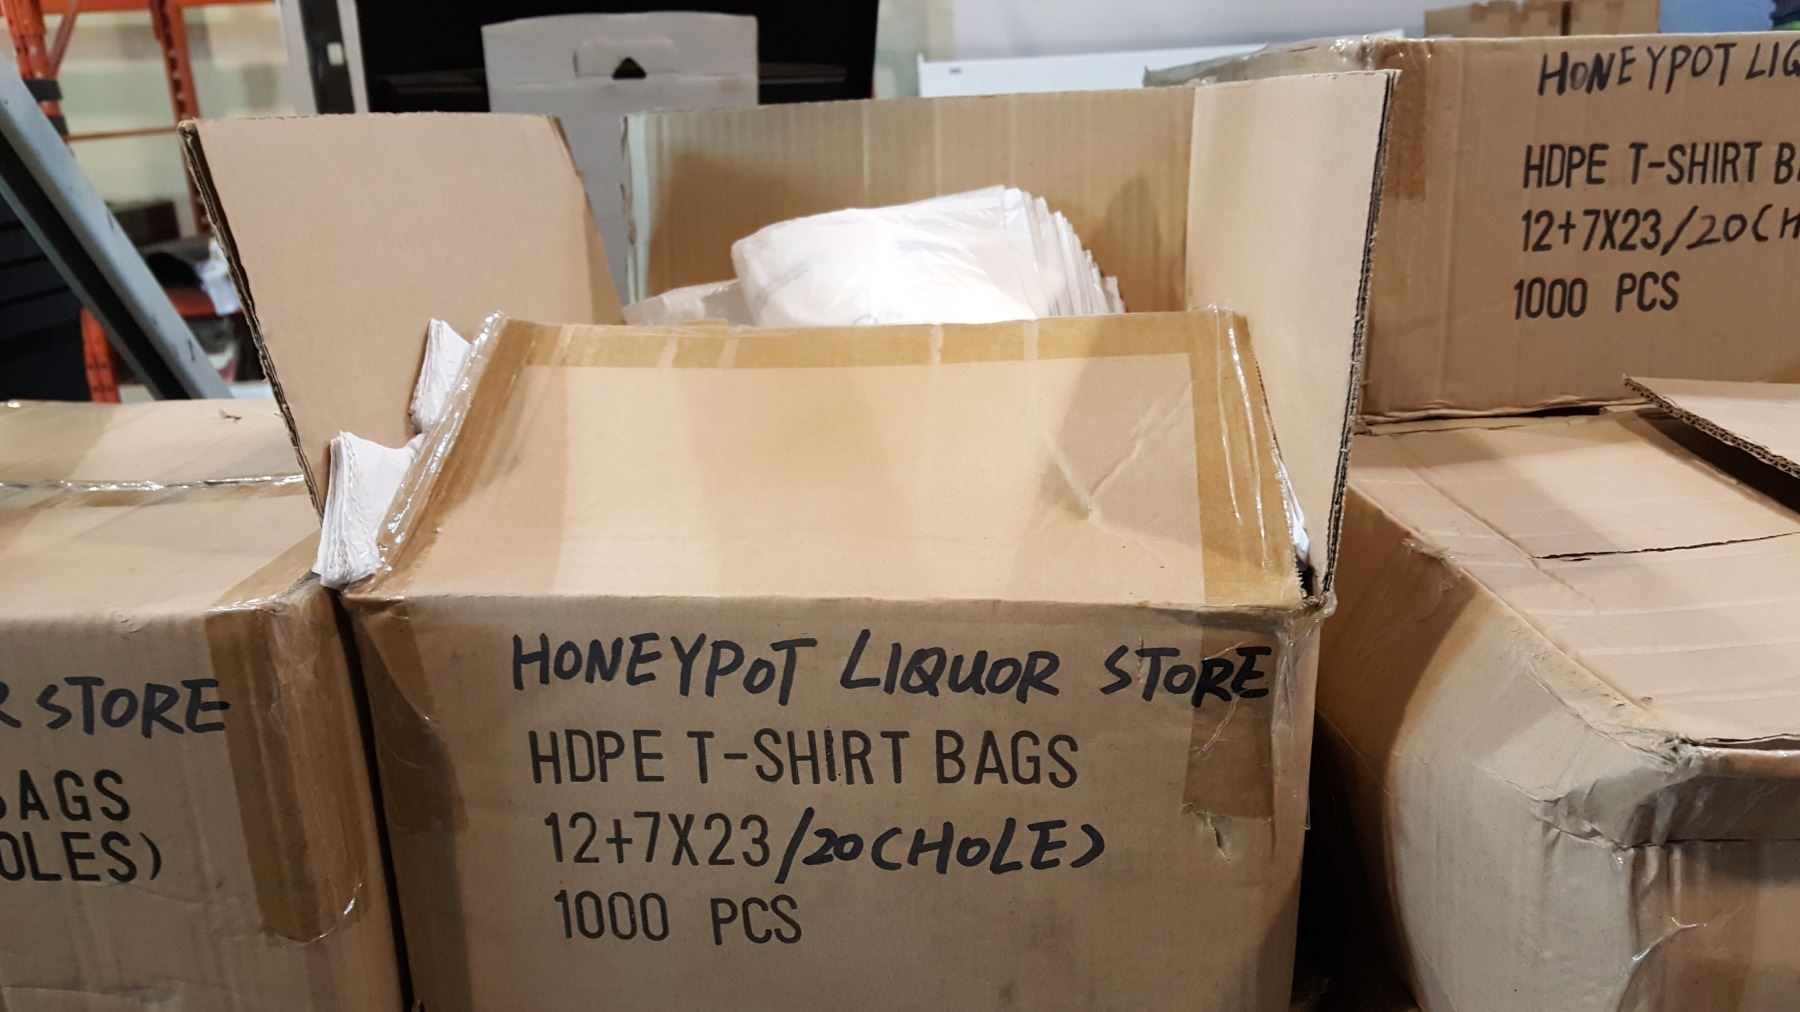 HONEYPOT LIQ
HDPE T-SHIRT B
12+7X23/20(H
1000 PCS
HONEYPOT LIQUOR STORE
HDPE T-SHIRT BAGS
12+7X23/20(HOLE)
1000 PCS
R STORE
BAGS
OLES)